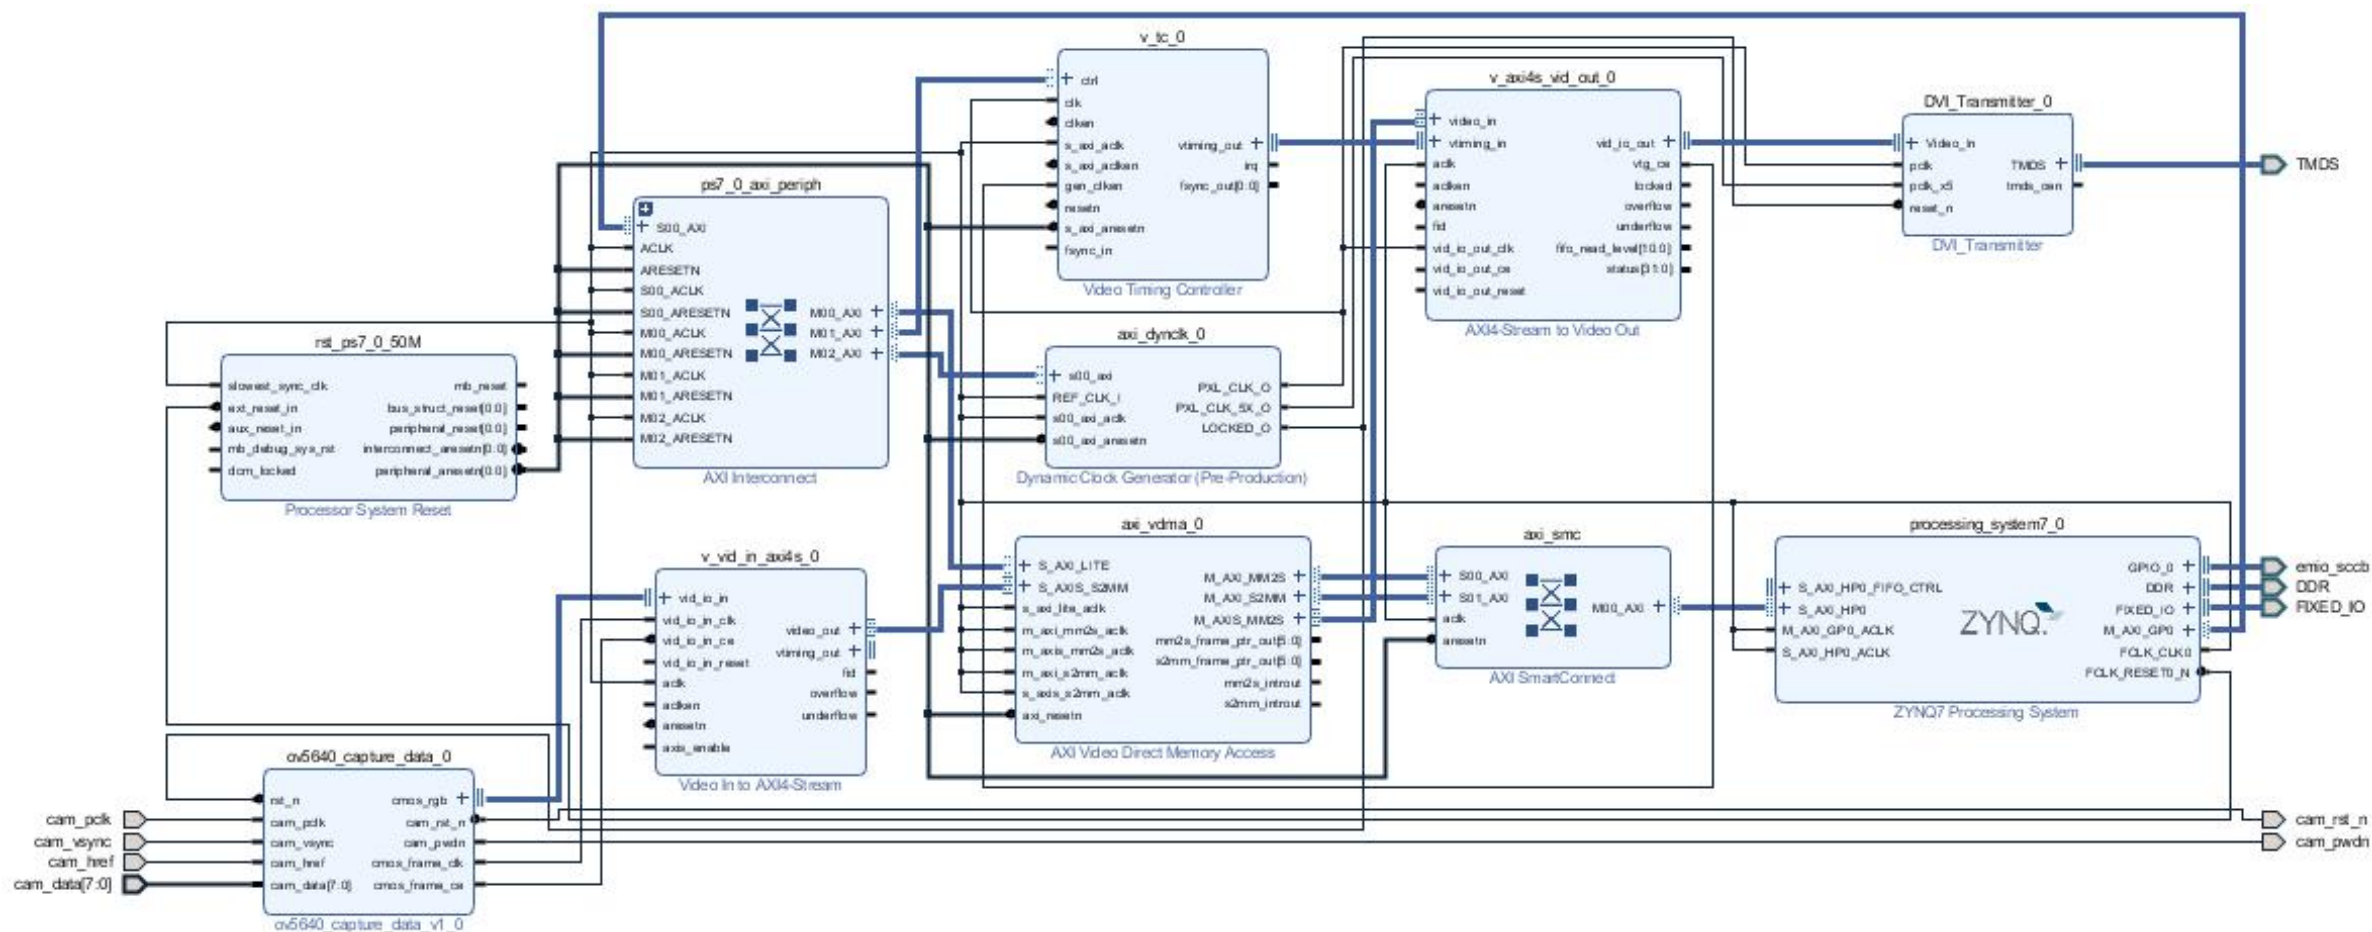 v_tc_0
ctrl
clk
clken
s_axi_aclk
s_axi_aclken
gen_clken
resetn
s_axi_aresetn
fsync_in
vtiming_out
irq
fsync_out[0:0]
Video Timing Controller
v_axi4s_vid_out_0
video_in
vtiming_in
aclk
aclken
aresetn
fid
vid_io_out_clk
vid_io_out_ce
vid_io_out_reset
vid_io_out
vtg_ce
locked
overflow
underflow
fifo_read_level[10:0]
status[31:0]
AXI4-Stream to Video Out
DVI_Transmitter_0
Video_In
pclk
pclk_x5
reset_n
TMDS
tmds_oen
DVI_Transmitter
TMDS
ps7_0_axi_periph
S00_AXI
ACLK
ARESETN
S00_ACLK
S00_ARESETN
M00_ACLK
M00_ARESETN
M01_ACLK
M01_ARESETN
M02_ACLK
M02_ARESETN
M00_AXI
M01_AXI
M02_AXI
AXI Interconnect
rst_ps7_0_50M
slowest_sync_clk
ext_reset_in
aux_reset_in
mb_debug_sys_rst
dcm_locked
mb_reset
bus_struct_reset[0:0]
peripheral_reset[0:0]
interconnect_aresetn[0:0]
peripheral_aresetn[0:0]
Processor System Reset
axi_dynclk_0
s00_axi
REF_CLK_I
s00_axi_aclk
s00_axi_aresetn
PXL_CLK_O
PXL_CLK_5X_O
LOCKED_O
Dynamic Clock Generator (Pre-Production)
v_vid_in_axi4s_0
vid_io_in
vid_io_in_clk
vid_io_in_ce
vid_io_in_reset
aclk
aclken
aresetn
axis_enable
video_out
vtiming_out
fid
overflow
underflow
Video In to AXI4-Stream
axi_vdma_0
S_AXI_LITE
S_AXIS_S2MM
s_axi_lite_aclk
m_axi_mm2s_aclk
m_axis_mm2s_aclk
m_axi_s2mm_aclk
s_axis_s2mm_aclk
axi_resetn
M_AXI_MM2S
M_AXI_S2MM
M_AXIS_MM2S
mm2s_frame_ptr_out[5:0]
s2mm_frame_ptr_out[5:0]
mm2s_introut
s2mm_introut
AXI Video Direct Memory Access
axi_smc
S00_AXI
S01_AXI
aclk
aresetn
M00_AXI
AXI SmartConnect
processing_system7_0
S_AXI_HP0_FIFO_CTRL
S_AXI_HP0
M_AXI_GP0_ACLK
S_AXI_HP0_ACLK
ZYNQ
GPIO_0
DDR
FIXED_IO
M_AXI_GP0
FCLK_CLK0
FCLK_RESET0_N
ZYNQ7 Processing System
emio_sccb
DDR
FIXED_IO
ov5640_capture_data_0
rst_n
cam_pclk
cam_vsync
cam_href
cam_data[7:0]
cmos_rgb
cam_rst_n
cam_pwdn
cmos_frame_clk
cmos_frame_ce
ov5640_capture_data_v1_0
cam_pclk
cam_vsync
cam_href
cam_data[7:0]
cam_rst_n
cam_pwdn